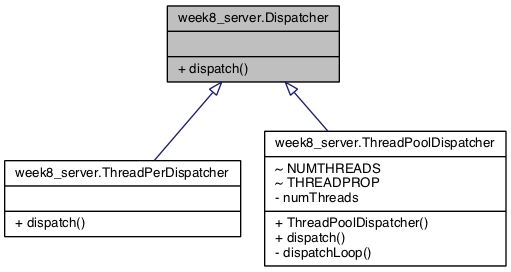 week8_server.Dispatcher
+ dispatch()
week8_server.ThreadPerDispatcher
+ dispatch()
week8_server.ThreadPoolDispatcher
~ NUMTHREADS
~ THREADPROP
- numThreads
+ ThreadPoolDispatcher()
+ dispatch()
- dispatchLoop()